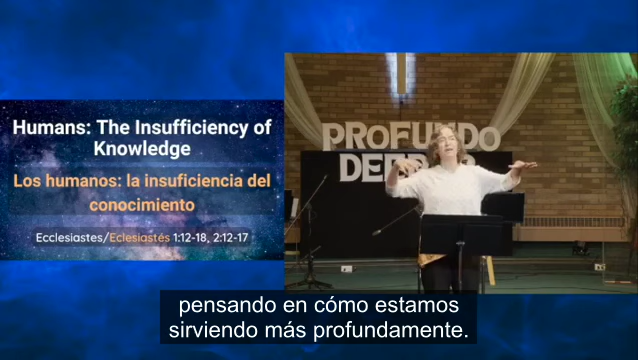 Humans: The Insufficiency of
Knowledge
Los humanos: la insuficiencia del
conocimiento
Ecclesiastes/Eclesiastés 1:12-18, 2:12-17
PROFUNDO
pensando en cómo estamos
sirviendo más profundamente.